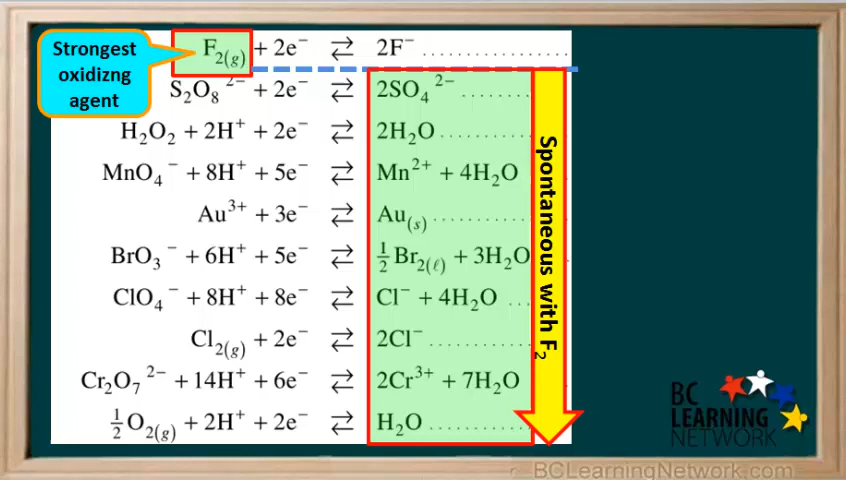 Strongest
oxidizng
agent
F₂(g) + 2e⁻ ⇄ 2F⁻ ..................
S₂O₈²⁻ + 2e⁻ ⇄ 2SO₄²⁻ ........
H₂O₂ + 2H⁺ + 2e⁻ ⇄ 2H₂O ..........
MnO₄⁻ + 8H⁺ + 5e⁻ ⇄ Mn²⁺ + 4H₂O
Au³⁺ + 3e⁻ ⇄ Au(s) ...........
BrO₃⁻ + 6H⁺ + 5e⁻ ⇄ ½Br₂(ℓ) + 3H₂O
ClO₄⁻ + 8H⁺ + 8e⁻ ⇄ Cl⁻ + 4H₂O ...
Cl₂(g) + 2e⁻ ⇄ 2Cl⁻ ............
Cr₂O₇²⁻ + 14H⁺ + 6e⁻ ⇄ 2Cr³⁺ + 7H₂O
½O₂(g) + 2H⁺ + 2e⁻ ⇄ H₂O ............
Spontaneous with F₂
BC
LEARNING
NETWORK
BCLearningNetwork.com